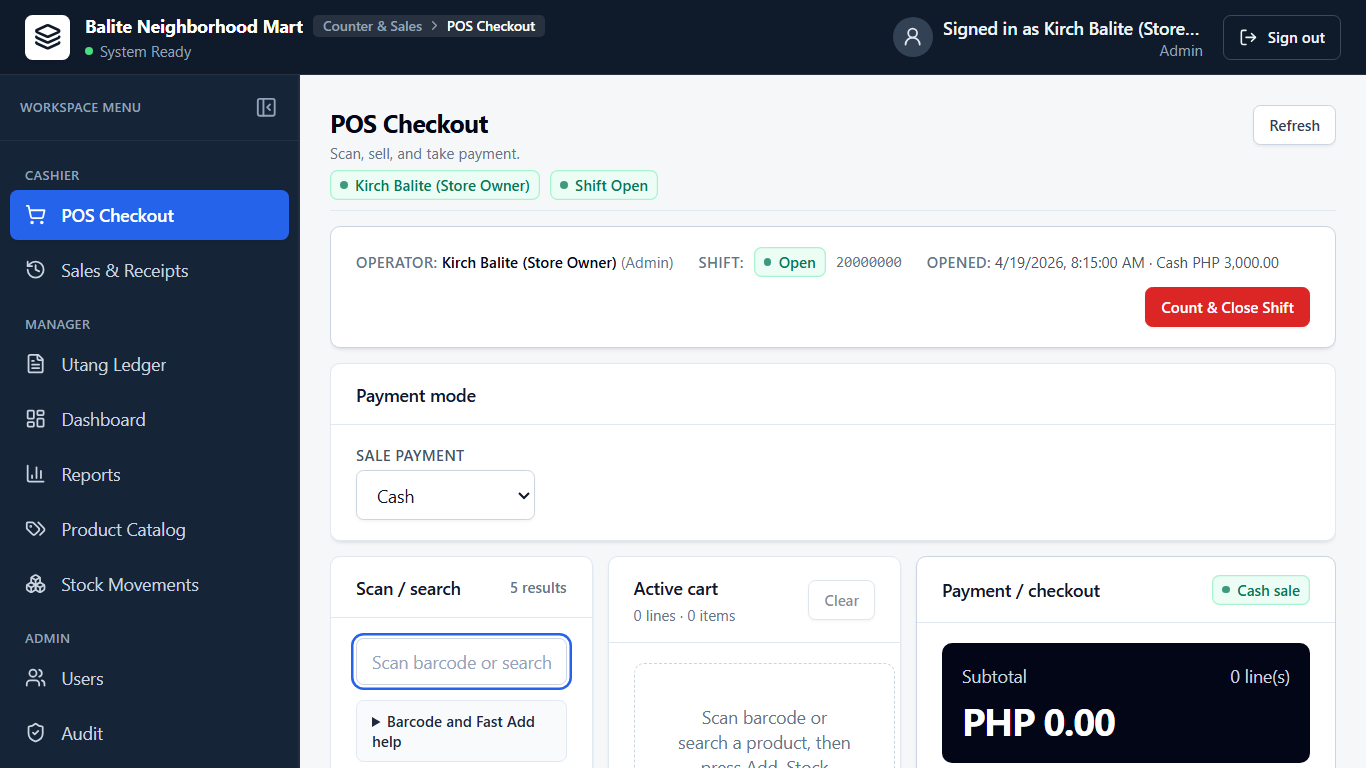 Balite Neighborhood Mart
System Ready
Counter & Sales > POS Checkout
Signed in as Kirch Balite (Store...
Admin
Sign out
WORKSPACE MENU
CASHIER
POS Checkout
Sales & Receipts
MANAGER
Utang Ledger
Dashboard
Reports
Product Catalog
Stock Movements
ADMIN
Users
Audit
POS Checkout
Refresh
Scan, sell, and take payment.
Kirch Balite (Store Owner)
Shift Open
OPERATOR: Kirch Balite (Store Owner) (Admin) SHIFT: Open 20000000 OPENED: 4/19/2026, 8:15:00 AM · Cash PHP 3,000.00
Count & Close Shift
Payment mode
SALE PAYMENT
Cash
Scan / search 5 results
Scan barcode or search
Barcode and Fast Add
help
Active cart
0 lines · 0 items
Clear
Scan barcode or
search a product, then
press Add. Stock
Payment / checkout
Cash sale
Subtotal 0 line(s)
PHP 0.00